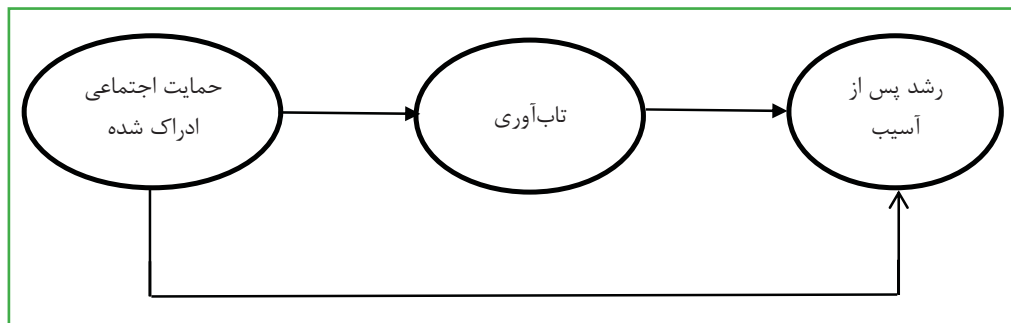 حمایت اجتماعی
ادراک شده
تاب‌آوری
رشد پس از
آسیب